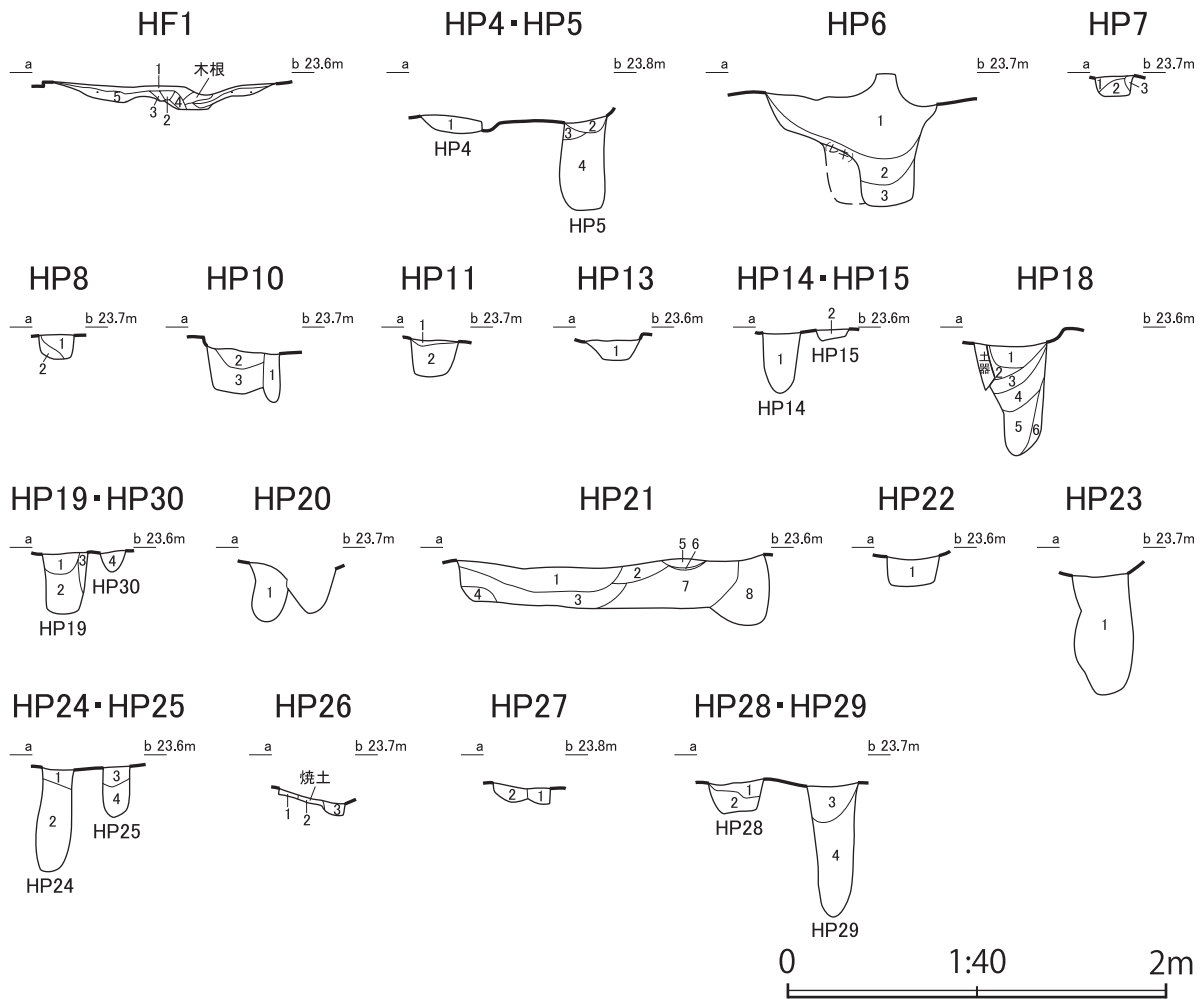 HF1
HP4・HP5
HP6
HP7
a
b 23.6m
a
b 23.8m
a
b 23.7m
a
b 23.7m
1
木根
5
3
2
4
1
HP4
3
2
4
HP5
1
(レキ)
2
3
1
2
3
HP8
HP10
HP11
HP13
HP14・HP15
HP18
a
b 23.7m
a
b 23.7m
a
b 23.7m
a
b 23.6m
a
b 23.6m
a
b 23.6m
1
2
2
3
1
1
2
1
2
1
HP15
HP14
土器
1
2
3
4
5
6
HP19・HP30
HP20
HP21
HP22
HP23
a
b 23.6m
a
b 23.7m
a
b 23.6m
a
b 23.6m
a
b 23.7m
1
3
4
2
HP30
HP19
1
5
6
1
2
3
4
7
8
1
1
HP24・HP25
HP26
HP27
HP28・HP29
a
b 23.6m
a
b 23.7m
a
b 23.8m
a
b 23.7m
1
3
4
2
HP25
HP24
焼土
1
2
3
2
1
1
2
HP28
3
4
HP29
0
1:40
2m